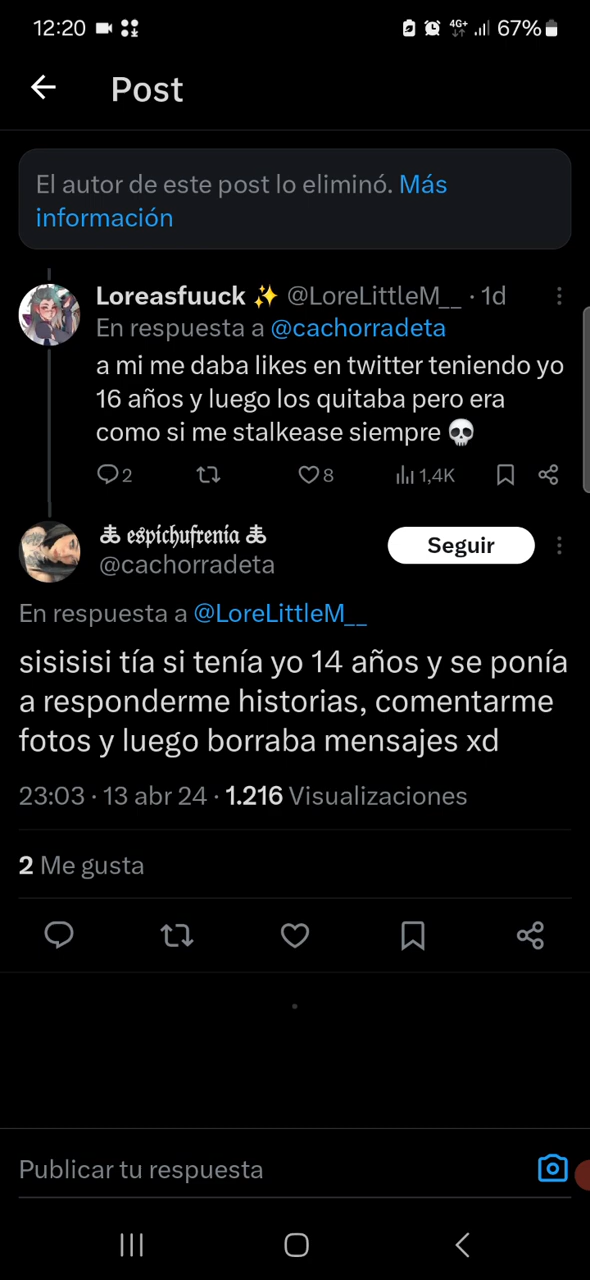 12:20 4G+ 67%
Post
El autor de este post lo eliminó. Más
información
Loreasfuuck ✨ @LoreLittleM__ · 1d
En respuesta a @cachorradeta
a mi me daba likes en twitter teniendo yo
16 años y luego los quitaba pero era
como si me stalkease siempre 💀
2 8 1,4K
𝖊𝖘𝖕𝖎𝖈𝖍𝖚𝖋𝖗𝖊𝖓𝖎𝖆
Seguir
@cachorradeta
En respuesta a @LoreLittleM__
sisisisi tía si tenía yo 14 años y se ponía
a responderme historias, comentarme
fotos y luego borraba mensajes xd
23:03 · 13 abr 24 · 1.216 Visualizaciones
2 Me gusta
Publicar tu respuesta